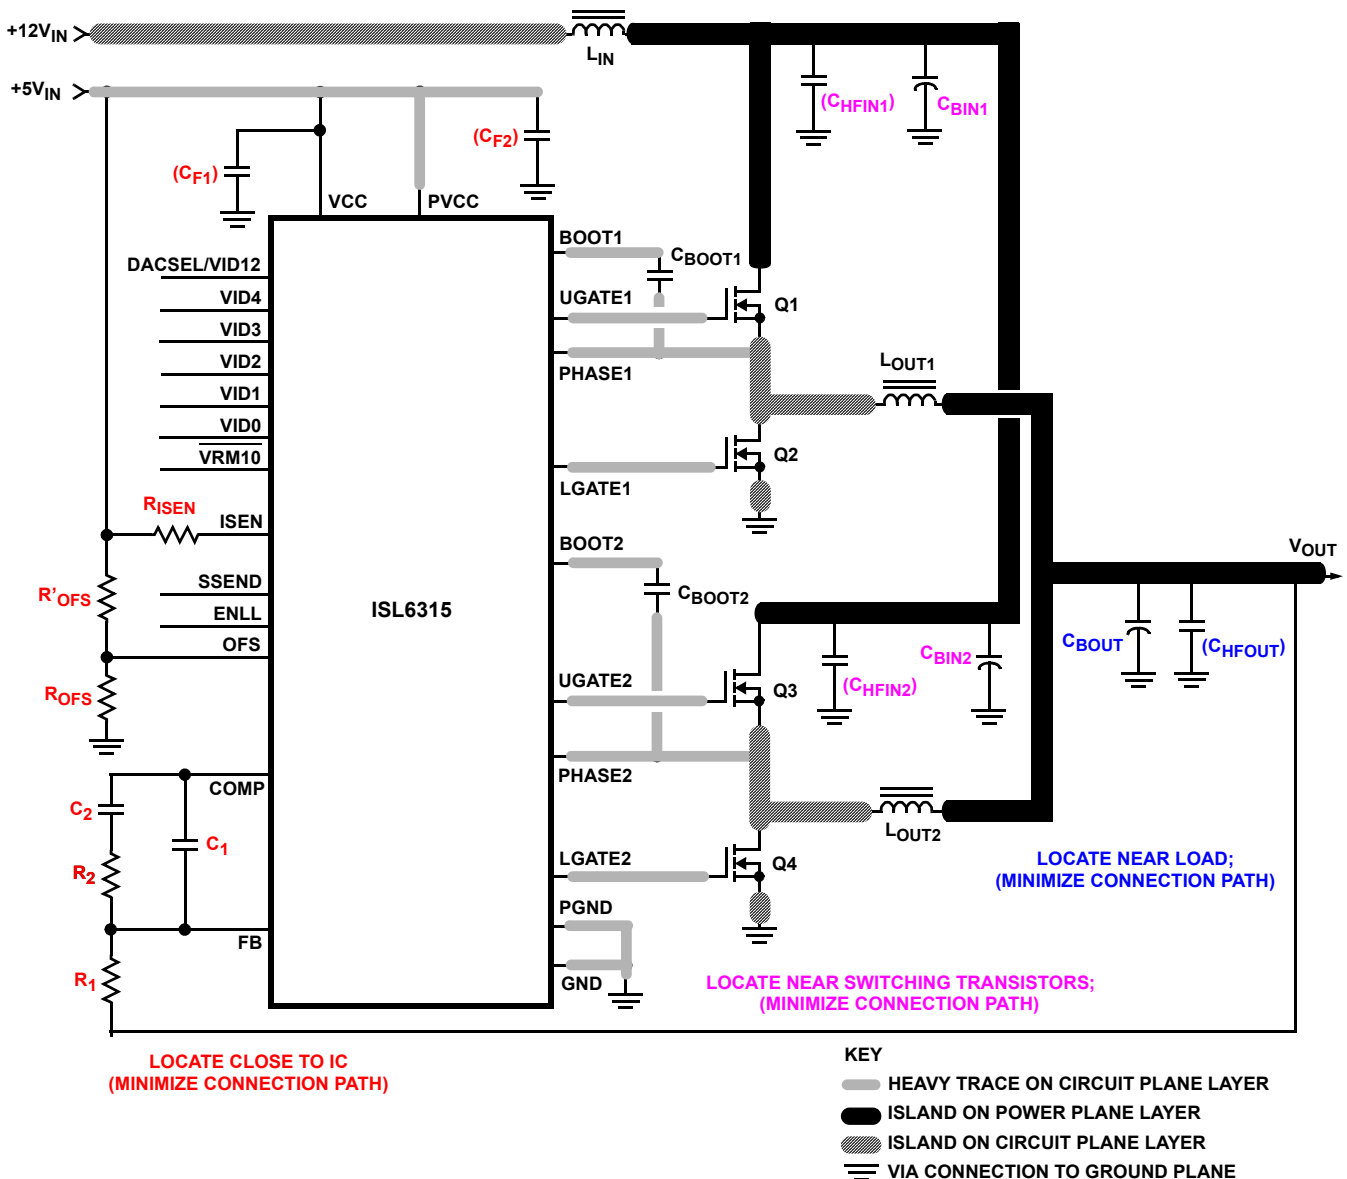 +12VIN
LIN
+5VIN
(CHFIN1)
CBIN1
(CF1)
(CF2)
VCC
PVCC
BOOT1
CBOOT1
DACSEL/VID12
VID4
UGATE1
Q1
VID3
VID2
PHASE1
LOUT1
VID1
VID0
VRM10
Q2
LGATE1
RISEN
ISEN
BOOT2
VOUT
SSEND
R’OFS
ISL6315
CBOOT2
ENLL
OFS
CBOUT
(CHFOUT)
CBIN2
ROFS
UGATE2
Q3
(CHFIN2)
PHASE2
COMP
C2
C1
LOUT2
R2
LGATE2
Q4
LOCATE NEAR LOAD;
(MINIMIZE CONNECTION PATH)
PGND
FB
R1
GND
LOCATE NEAR SWITCHING TRANSISTORS;
(MINIMIZE CONNECTION PATH)
LOCATE CLOSE TO IC
(MINIMIZE CONNECTION PATH)
KEY
HEAVY TRACE ON CIRCUIT PLANE LAYER
ISLAND ON POWER PLANE LAYER
ISLAND ON CIRCUIT PLANE LAYER
VIA CONNECTION TO GROUND PLANE